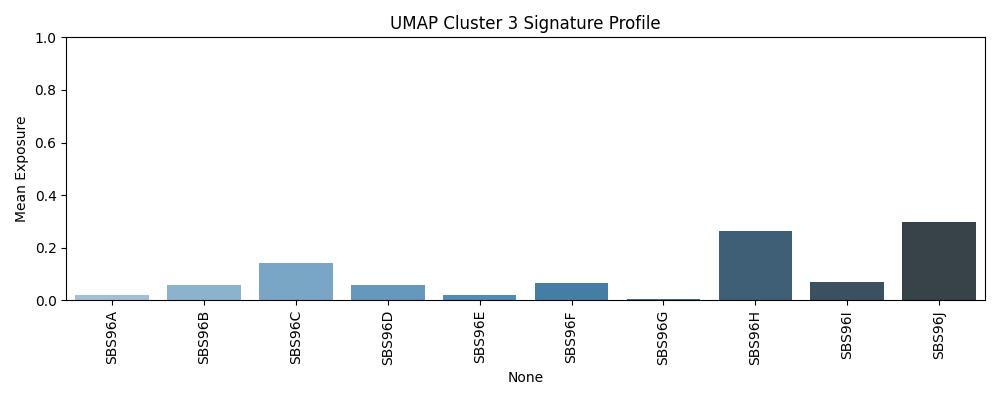 UMAP Cluster 3 Signature Profile
1.0
0.8
0.6
0.4
0.2
0.0
Mean Exposure
SBS96A
SBS96B
SBS96C
SBS96D
SBS96E
SBS96F
SBS96G
SBS96H
SBS96I
SBS96J
None